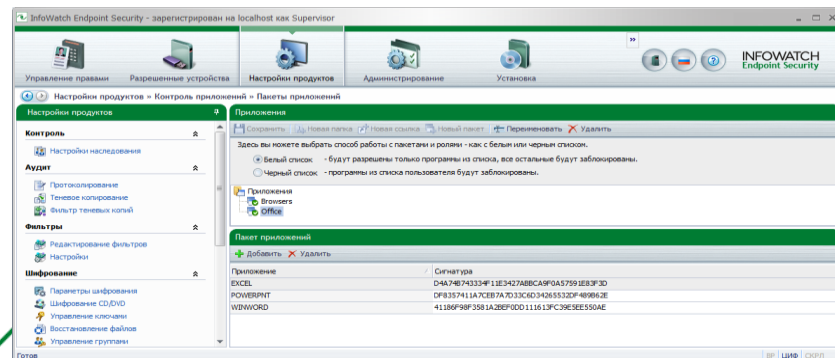 InfoWatch Endpoint Security - зарегистрирован на localhost как Supervisor
Управление правами
Разрешенные устройства
Настройки продуктов
Администрирование
Установка
»
INFOWATCH
Endpoint Security
Настройки продуктов » Контроль приложений » Пакеты приложений
Настройки продуктов
Контроль
Настройки наследования
Аудит
Протоколирование
Теневое копирование
Фильтр теневых копий
Фильтры
Редактирование фильтров
Настройки
Шифрование
Параметры шифрования
Шифрование CD/DVD
Управление ключами
Восстановление файлов
Управление группами
Приложения
Сохранить Новая папка Новая ссылка Новый пакет Переименовать Удалить
Здесь вы можете выбрать способ работы с пакетами и ролями - как с белым или черным списком.
Белый список - будут разрешены только программы из списка, все остальные будут заблокированы.
Черный список - программы из списка пользователя будут заблокированы.
Приложения
Browsers
Office
Пакет приложений
Добавить Удалить
Приложение Сигнатура
EXCEL D4A74B743334F11E3427ABBCA9F0A57591E83F3D
POWERPNT DF8357411A7CEB7A7D33C6D34265532DF489B62E
WINWORD 41186F98F3581A2BEF0DD111613FC39E5EE550AE
Готов
ВР ЦИФ СКРЛ